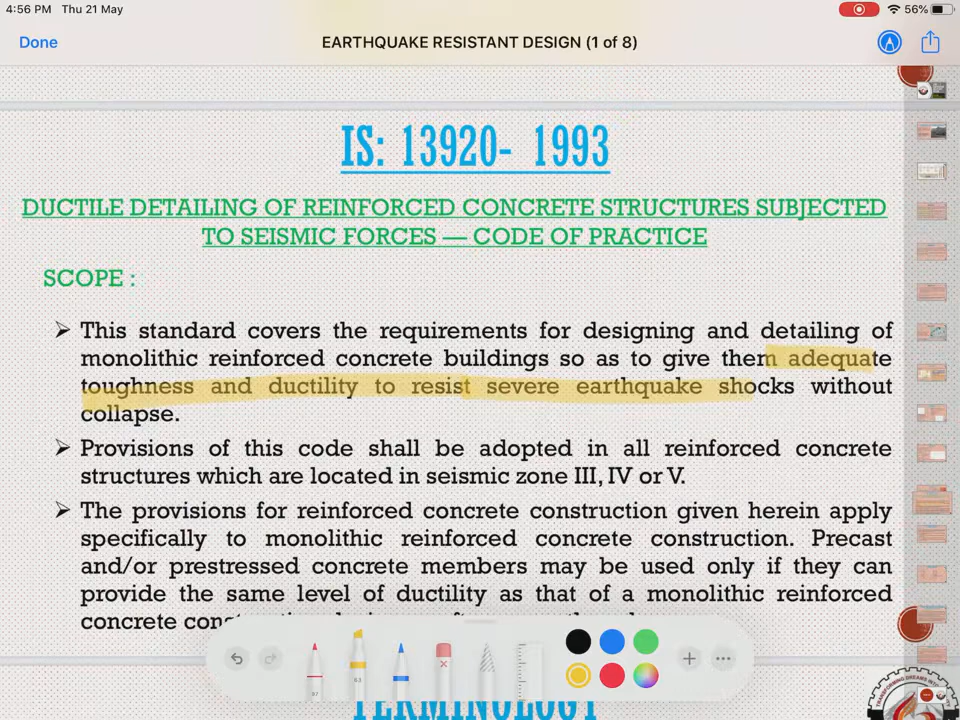 4:56 PM Thu 21 May 56%
Done EARTHQUAKE RESISTANT DESIGN (1 of 8)
IS: 13920- 1993
DUCTILE DETAILING OF REINFORCED CONCRETE STRUCTURES SUBJECTED
TO SEISMIC FORCES — CODE OF PRACTICE
SCOPE :
➢ This standard covers the requirements for designing and detailing of
monolithic reinforced concrete buildings so as to give them adequate
toughness and ductility to resist severe earthquake shocks without
collapse.
➢ Provisions of this code shall be adopted in all reinforced concrete
structures which are located in seismic zone III, IV or V.
➢ The provisions for reinforced concrete construction given herein apply
specifically to monolithic reinforced concrete construction. Precast
and/or prestressed concrete members may be used only if they can
provide the same level of ductility as that of a monolithic reinforced
concrete
TERMINOLOGY